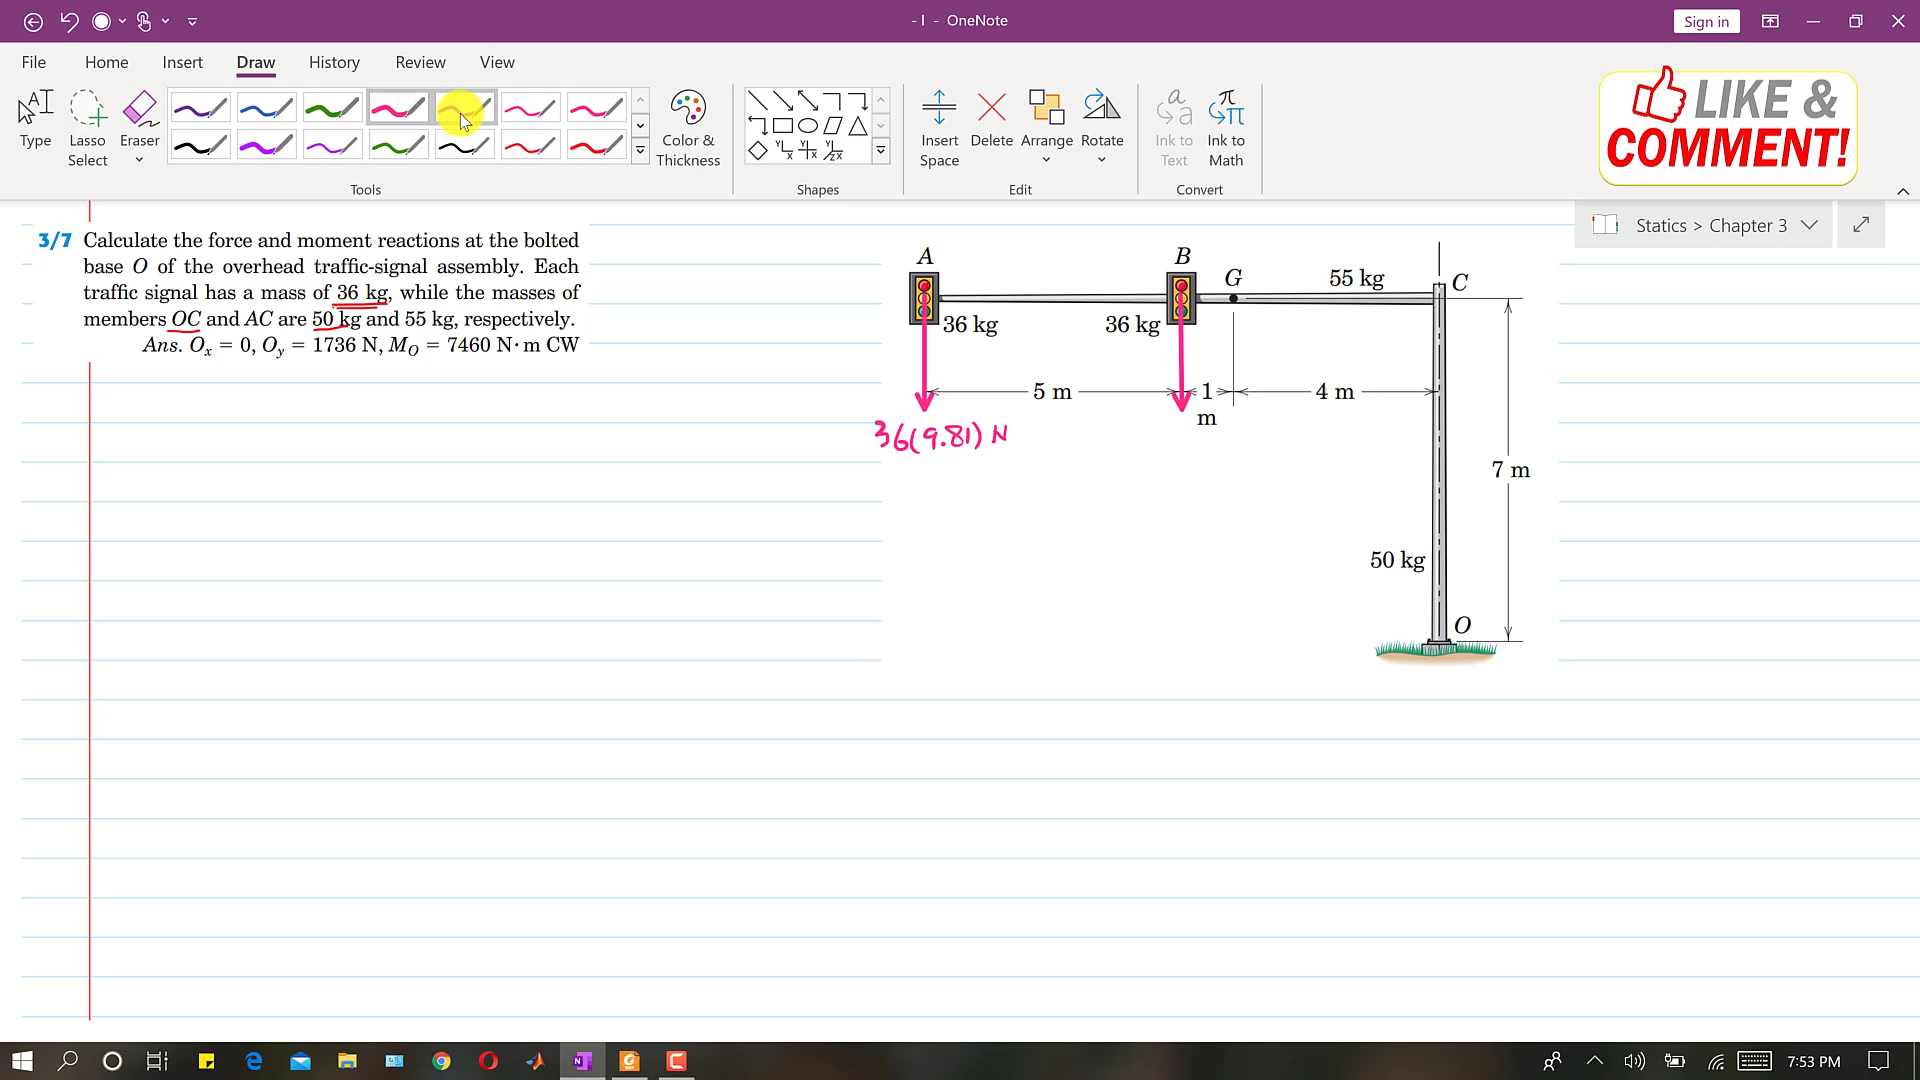 - I - OneNote
Sign in
File Home Insert Draw History Review View
Type
Lasso Select
Eraser
Color & Thickness
Insert Space
Delete
Arrange
Rotate
Ink to Text
Ink to Math
Tools
Shapes
Edit
Convert
LIKE &
COMMENT!
Statics > Chapter 3
3/7 Calculate the force and moment reactions at the bolted
base O of the overhead traffic-signal assembly. Each
traffic signal has a mass of 36 kg, while the masses of
members OC and AC are 50 kg and 55 kg, respectively.
Ans. Oₓ = 0, O_y = 1736 N, M_O = 7460 N·m CW
A
B
G
55 kg
C
36 kg
36 kg
5 m
1 m
4 m
36(9.81) N
7 m
50 kg
O
7:53 PM